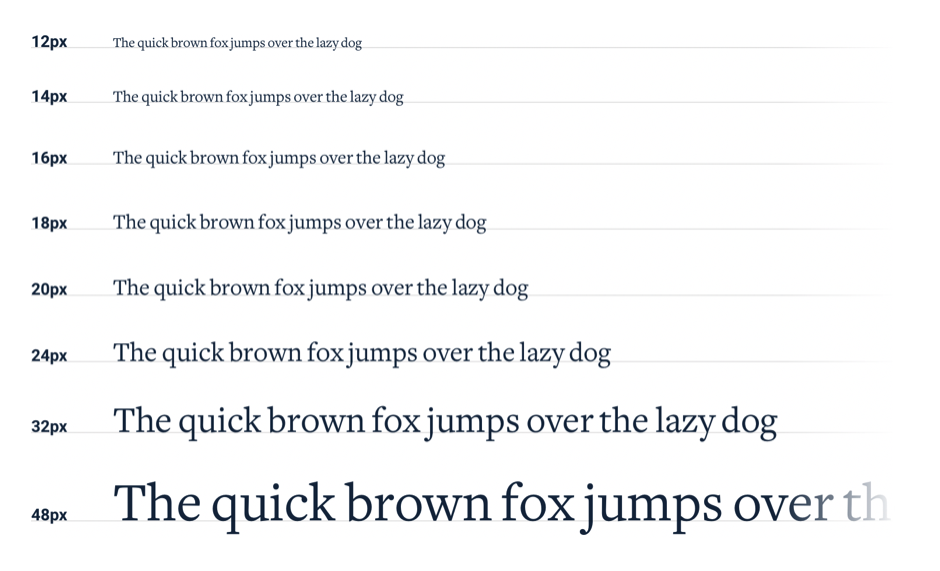 12px The quick brown fox jumps over the lazy dog
14px The quick brown fox jumps over the lazy dog
16px The quick brown fox jumps over the lazy dog
18px The quick brown fox jumps over the lazy dog
20px The quick brown fox jumps over the lazy dog
24px The quick brown fox jumps over the lazy dog
32px The quick brown fox jumps over the lazy dog
48px The quick brown fox jumps over th